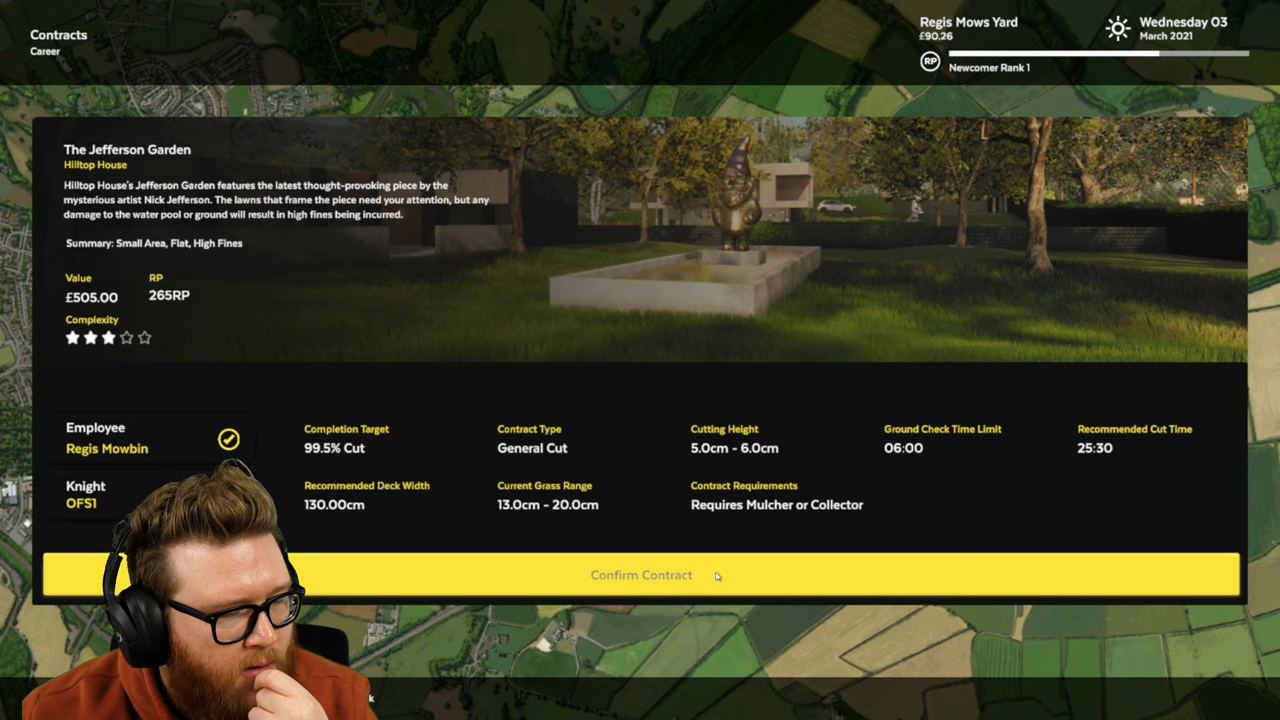 Contracts
Career
Regis Mows Yard
£90.26
Wednesday 03
March 2021
RP
Newcomer Rank 1
The Jefferson Garden
Hilltop House
Hilltop House's Jefferson Garden features the latest thought-provoking piece by the
mysterious artist Nick Jefferson. The lawns that frame the piece need your attention, but any
damage to the water pool or ground will result in high fines being incurred.
Summary: Small Area, Flat, High Fines
Value
RP
£505.00
265RP
Complexity
Employee
Regis Mowbin
Completion Target
99.5% Cut
Contract Type
General Cut
Cutting Height
5.0cm - 6.0cm
Ground Check Time Limit
06:00
Recommended Cut Time
25:30
Knight
OFS1
Recommended Deck Width
130.00cm
Current Grass Range
13.0cm - 20.0cm
Contract Requirements
Requires Mulcher or Collector
Confirm Contract